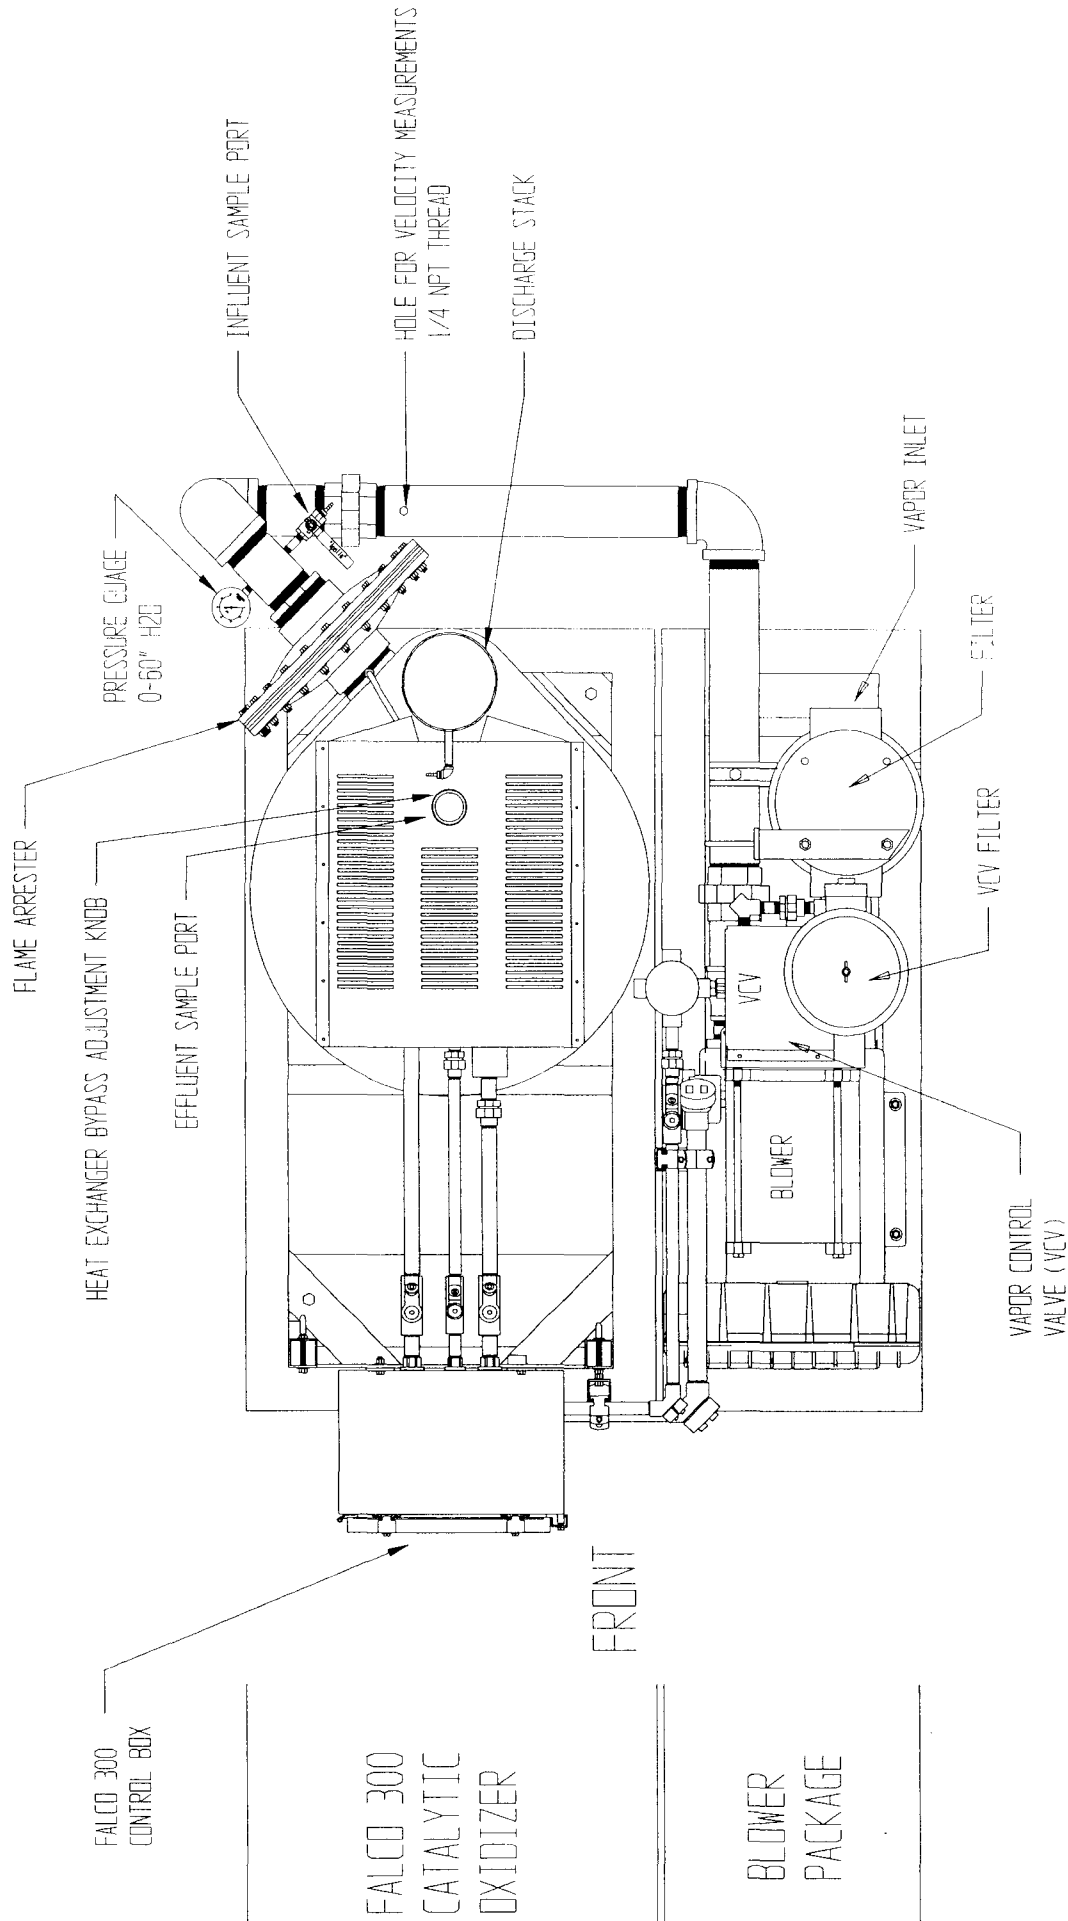 FLAME ARRESTER
HEAT EXCHANGER BYPASS ADJUSTMENT KNOB
FALCO 300
CONTROL BOX
PRESSURE GUAGE
0-60" H2O
EFFLUENT SAMPLE PORT
INFLUENT SAMPLE PORT
HOLE FOR VELOCITY MEASUREMENTS
1/4 NPT THREAD
DISCHARGE STACK
FALCO 300
CATALYTIC
OXIDIZER
FRONT
VCV
BLOWER
BLOWER
PACKAGE
VAPOR INLET
FILTER
VCV FILTER
VAPOR CONTROL
VALVE (VCV)